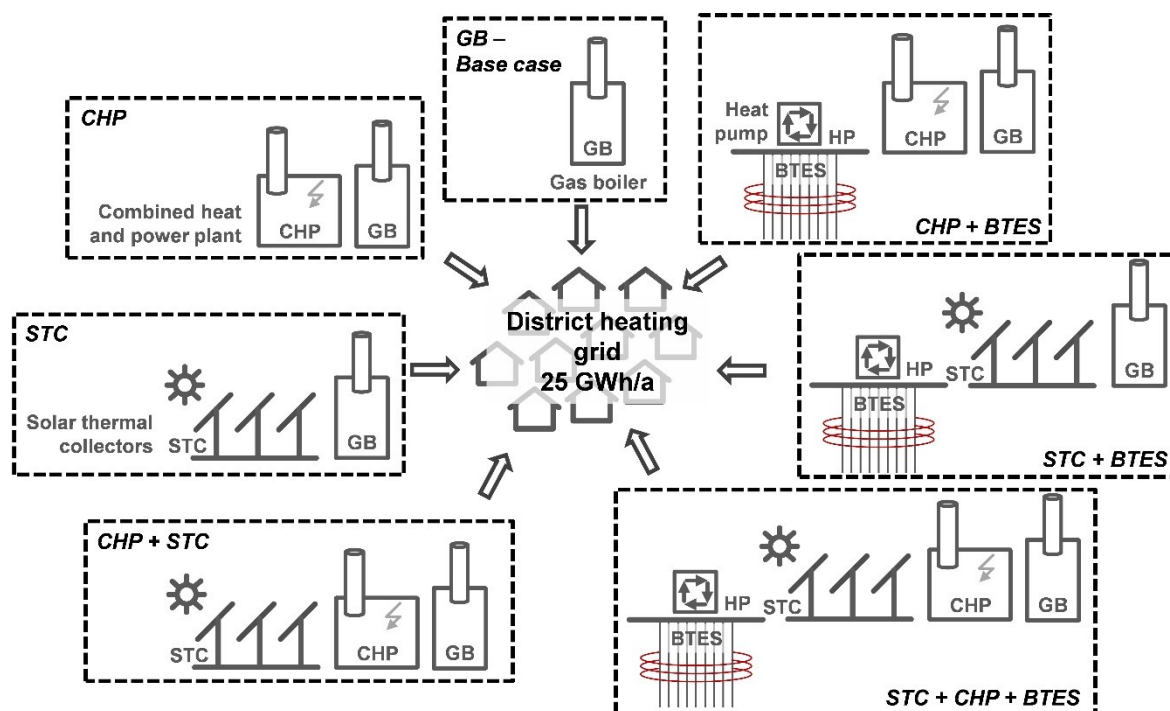 GB –
Base case
GB
Gas boiler
CHP
Combined heat
and power plant
CHP
GB
Heat
pump
HP
BTES
CHP
GB
CHP + BTES
STC
Solar thermal
collectors
STC
GB
District heating
grid
25 GWh/a
HP
BTES
STC
GB
STC + BTES
CHP + STC
STC
CHP
GB
HP
BTES
STC
CHP
GB
STC + CHP + BTES